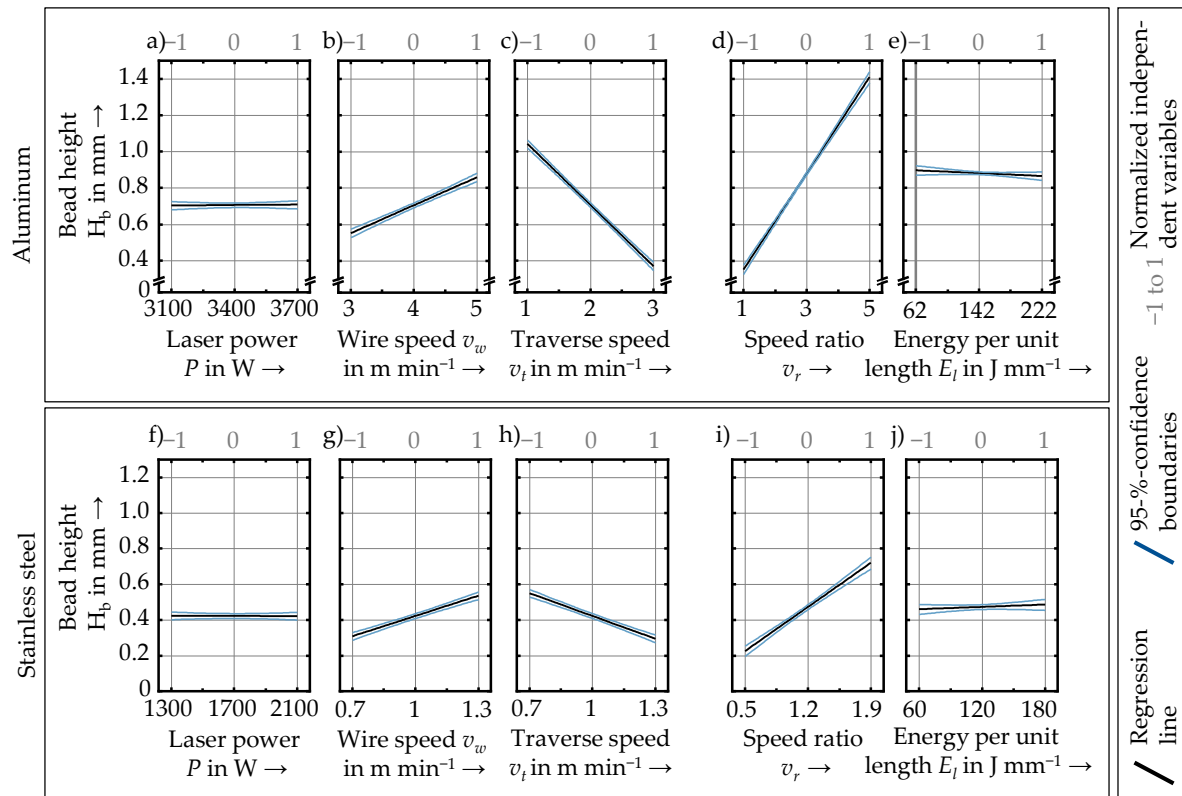 a) −1 0 1 b) −1 0 1 c) −1 0 1 d) −1 0 1 e) −1 0 1
Aluminum
Bead height
H_b in mm →
1.4
1.2
1.0
0.8
0.6
0.4
0
3100 3400 3700 3 4 5 1 2 3 1 3 5 62 142 222
Laser power Wire speed v_w Traverse speed Speed ratio Energy per unit
P in W → in m min⁻¹ → v_t in m min⁻¹ → v_r → length E_l in J mm⁻¹ →
f) −1 0 1 g) −1 0 1 h) −1 0 1 i) −1 0 1 j) −1 0 1
Stainless steel
Bead height
H_b in mm →
1.2
1.0
0.8
0.6
0.4
0.2
0
1300 1700 2100 0.7 1 1.3 0.7 1 1.3 0.5 1.2 1.9 60 120 180
Laser power Wire speed v_w Traverse speed Speed ratio Energy per unit
P in W → in m min⁻¹ → v_t in m min⁻¹ → v_r → length E_l in J mm⁻¹ →
Regression
line
95-%-confidence
boundaries
−1 to 1 Normalized indepen-
dent variables